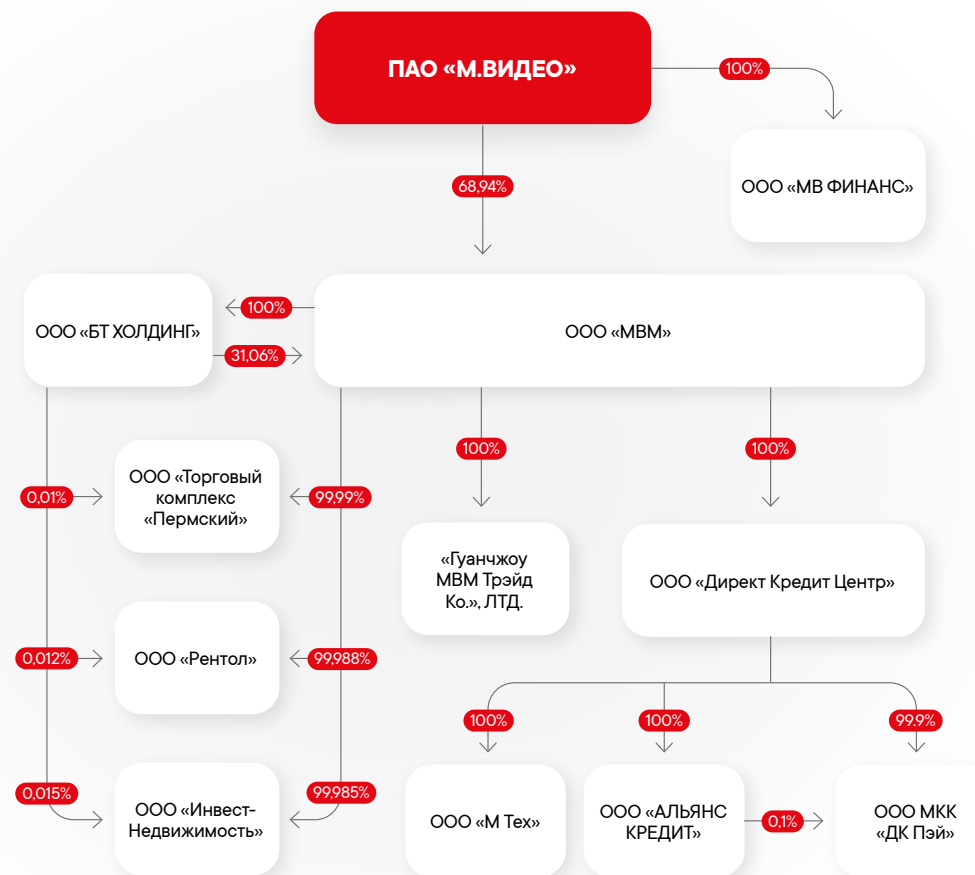 ПАО «М.ВИДЕО»
100%
ООО «МВ ФИНАНС»
68,94%
ООО «БТ ХОЛДИНГ»
100%
31,06%
ООО «МВМ»
0,01%
ООО «Торговый
комплекс
«Пермский»
99,99%
100%
100%
«Гуанчжоу
МВМ Трэйд
Ко.», ЛТД.
ООО «Директ Кредит Центр»
0,012%
ООО «Рентол»
99,988%
100%
100%
99.9%
0,015%
ООО «Инвест-
Недвижимость»
99,985%
ООО «М Тех»
ООО «АЛЬЯНС
КРЕДИТ»
0,1%
ООО МКК
«ДК Пэй»